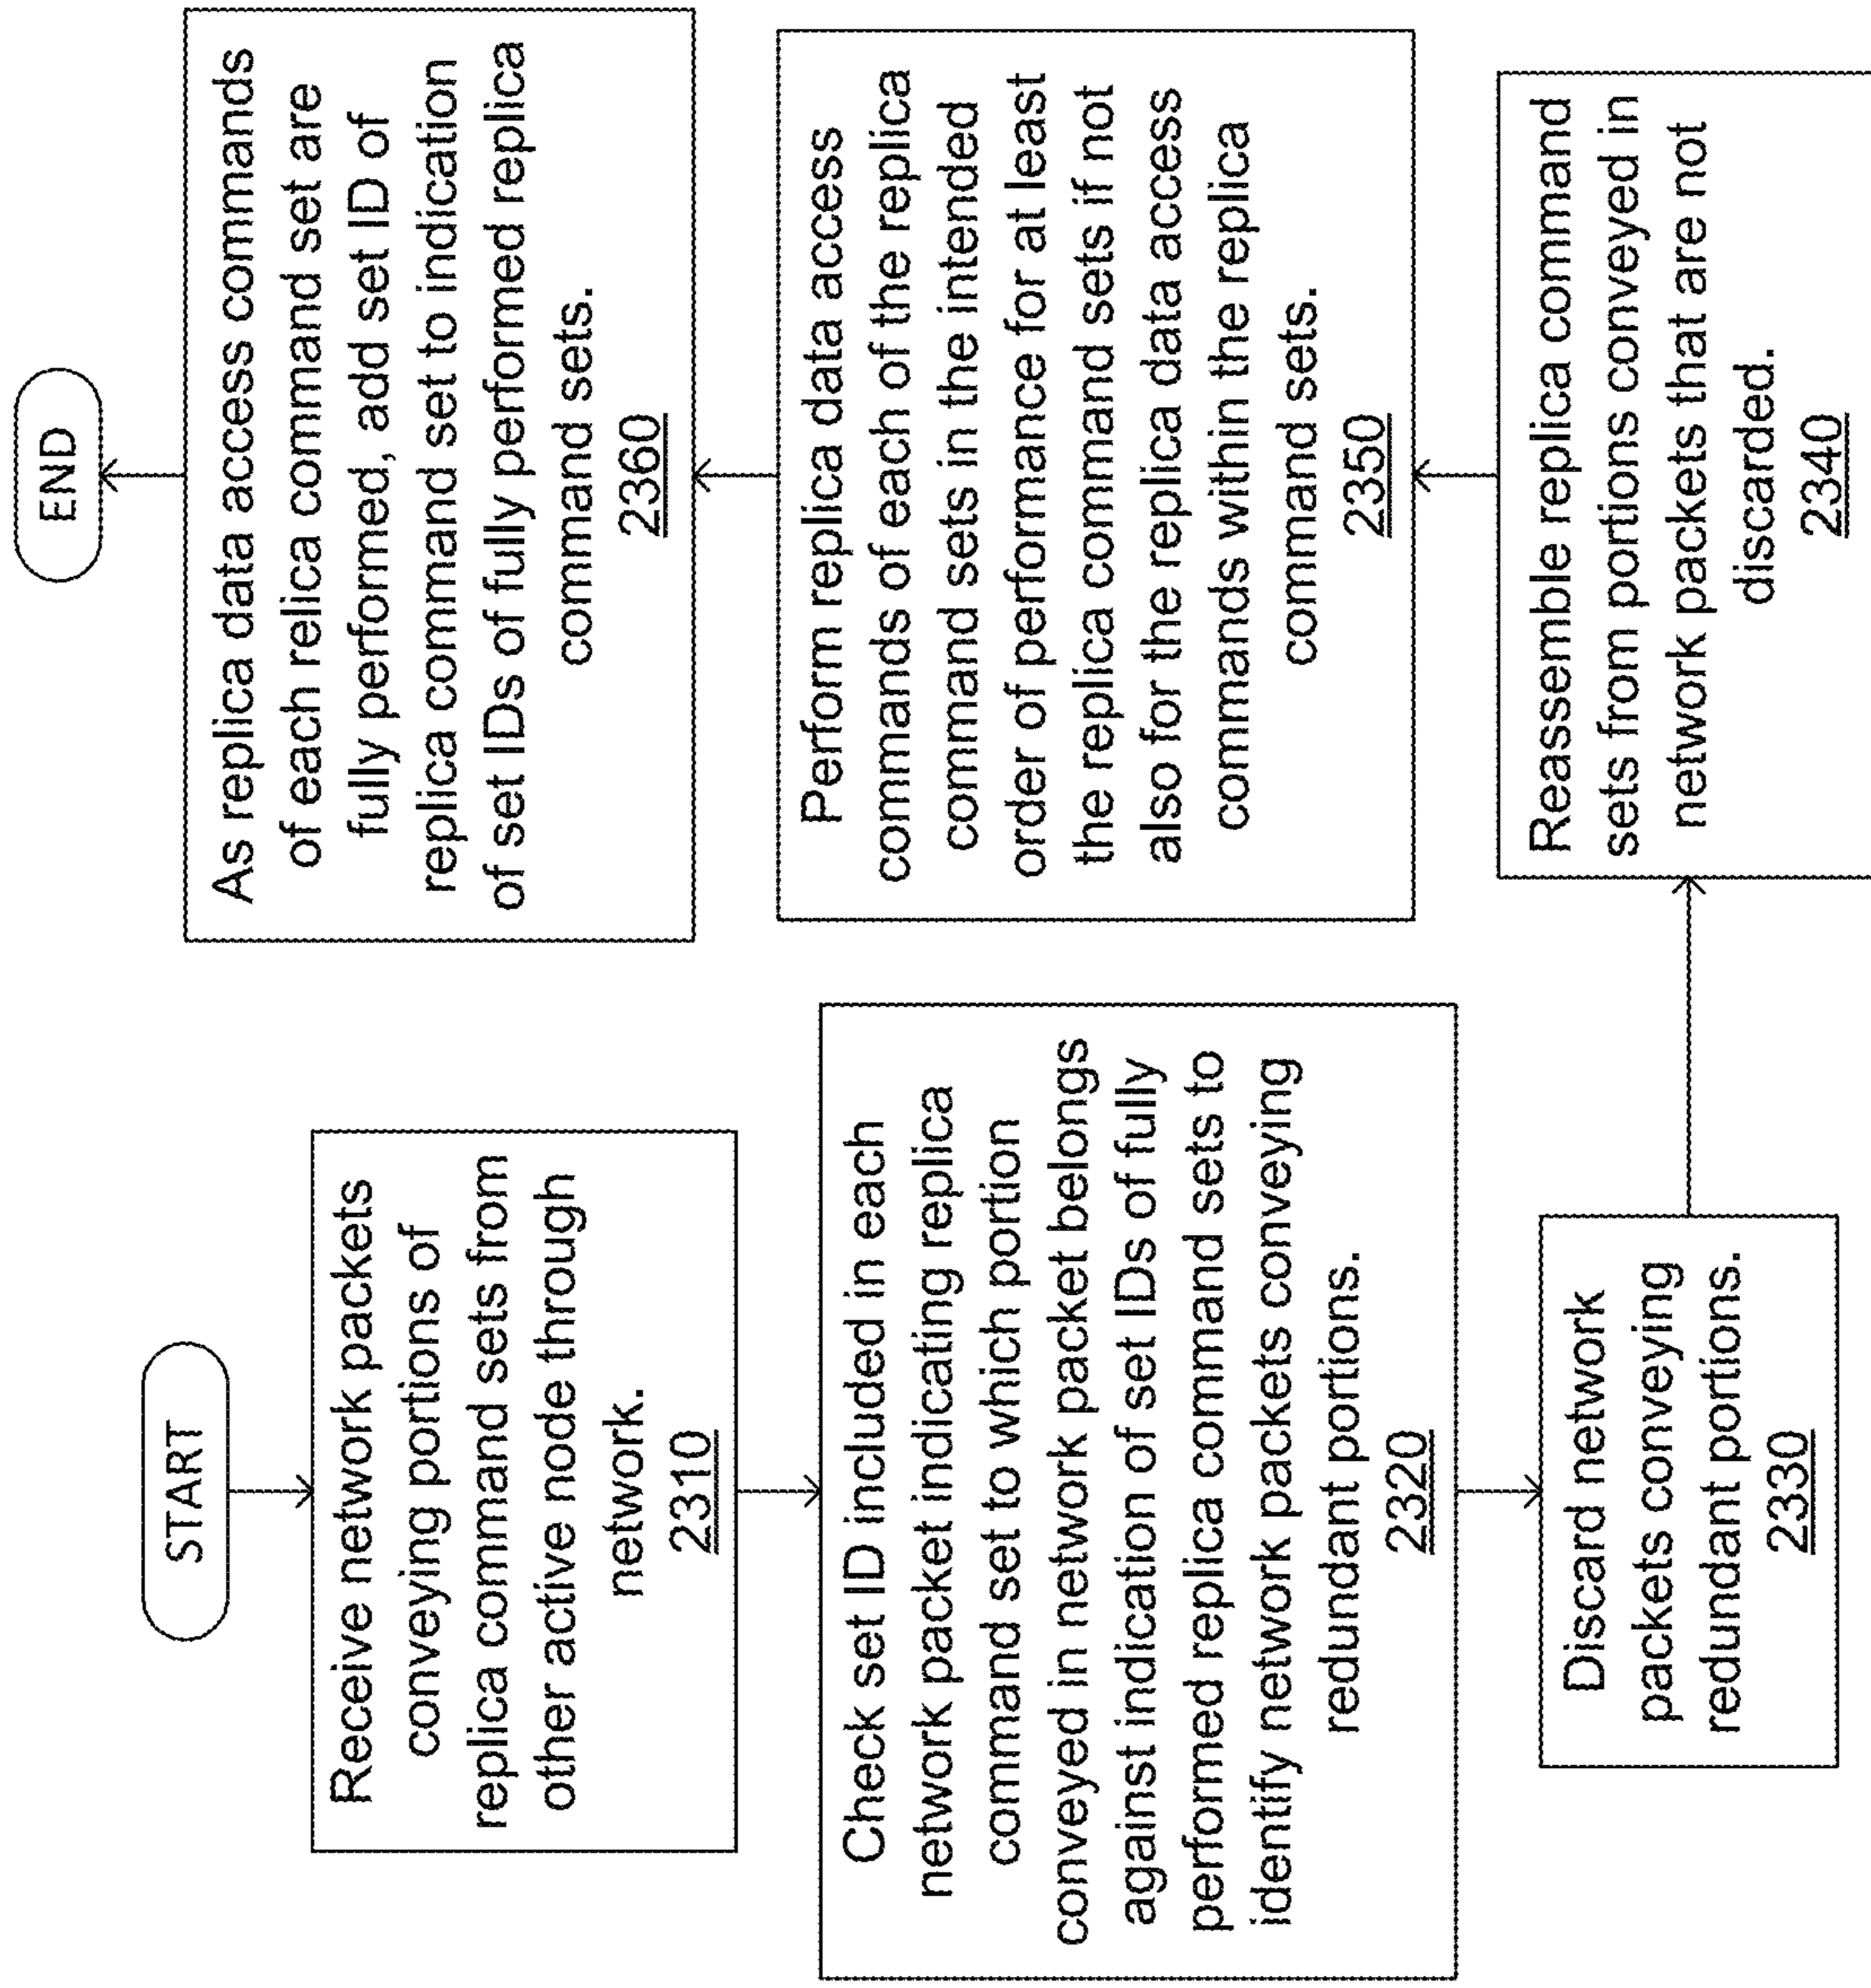 START
Receive network packets
conveying portions of
replica command sets from
other active node through
network.
2310
Check set ID included in each
network packet indicating replica
command set to which portion
conveyed in network packet belongs
against indication of set IDs of fully
performed replica command sets to
identify network packets conveying
redundant portions.
2320
Discard network
packets conveying
redundant portions.
2330
Reassemble replica command
sets from portions conveyed in
network packets that are not
discarded.
2340
Perform replica data access
commands of each of the replica
command sets in the intended
order of performance for at least
the replica command sets if not
also for the replica data access
commands within the replica
command sets.
2350
As replica data access commands
of each relica command set are
fully performed, add set ID of
replica command set to indication
of set IDs of fully performed replica
command sets.
2360
END